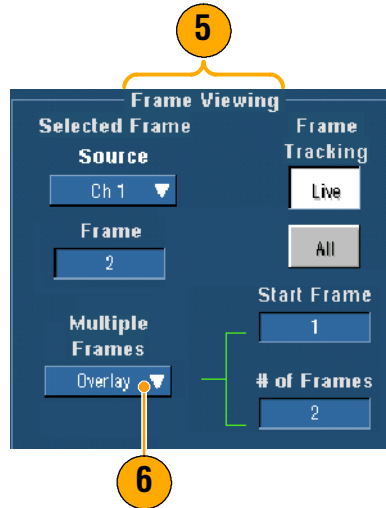 5
Frame Viewing
Selected Frame
Source
Ch 1
Frame
2
Multiple
Frames
Overlay
Frame
Tracking
Live
All
Start Frame
1
# of Frames
2
6